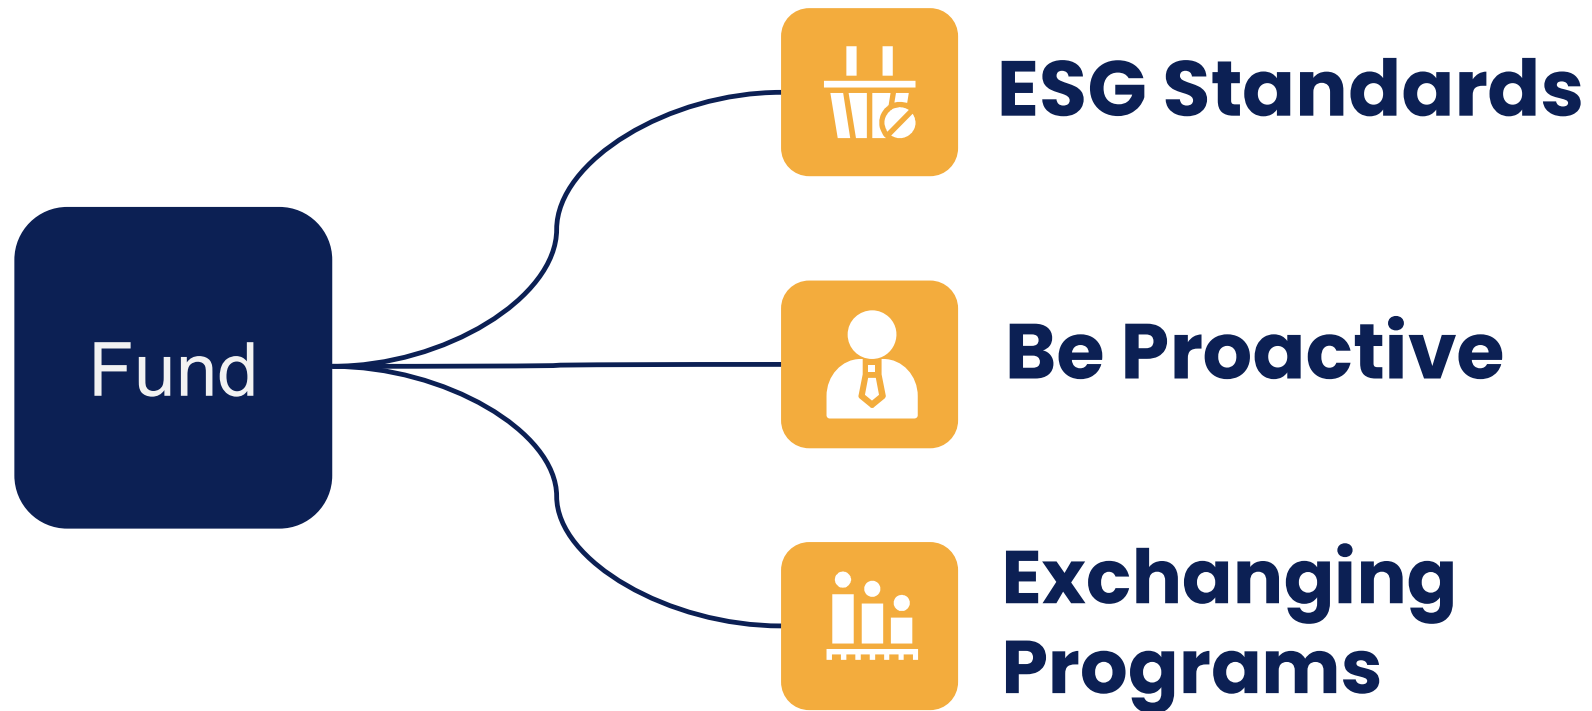 ESG Standards
Fund
Be Proactive
Exchanging
Programs